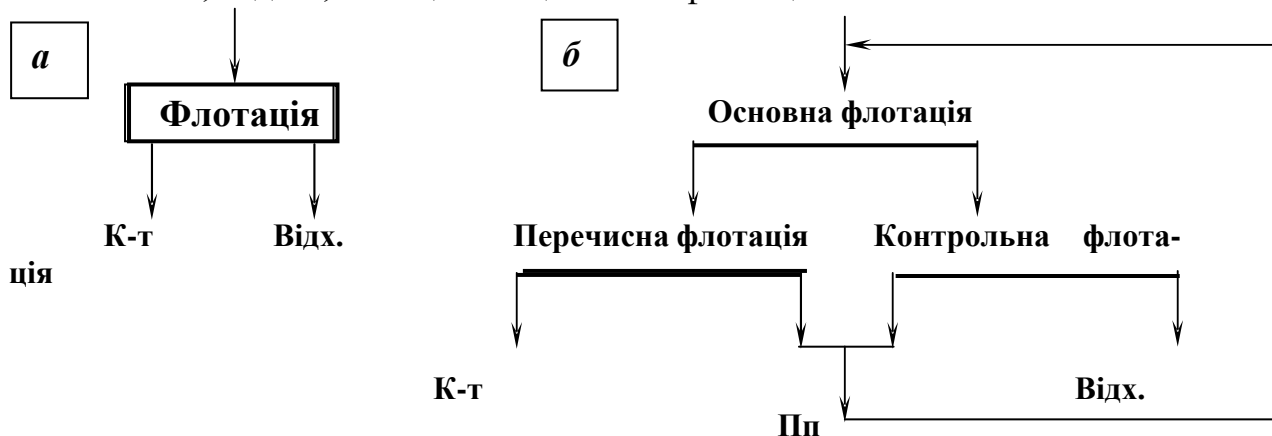 а
б
Флотація
Основна флотація
К-т Відх.
Перечисна флотація Контрольна флота-
ція
К-т Відх.
Пп